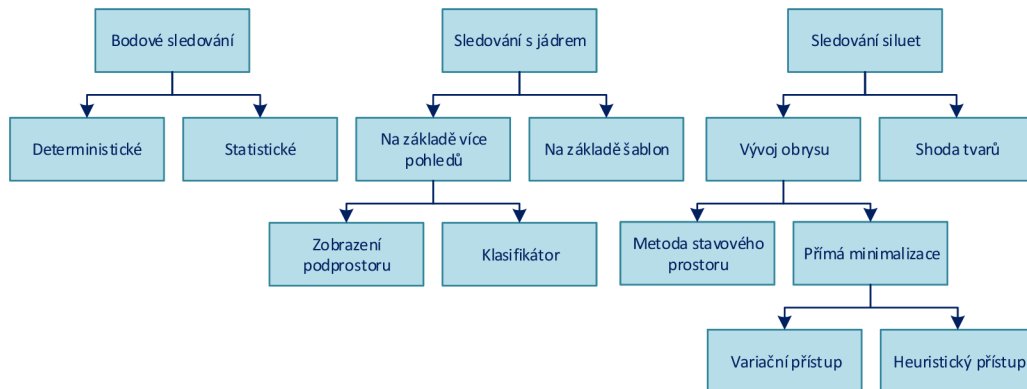 Bodové sledování
Sledování s jádrem
Sledování siluet
Deterministické
Statistické
Na základě více
pohledů
Na základě šablon
Vývoj obrysu
Shoda tvarů
Zobrazení
podprostoru
Klasifikátor
Metoda stavového
prostoru
Přímá minimalizace
Variační přístup
Heuristický přístup